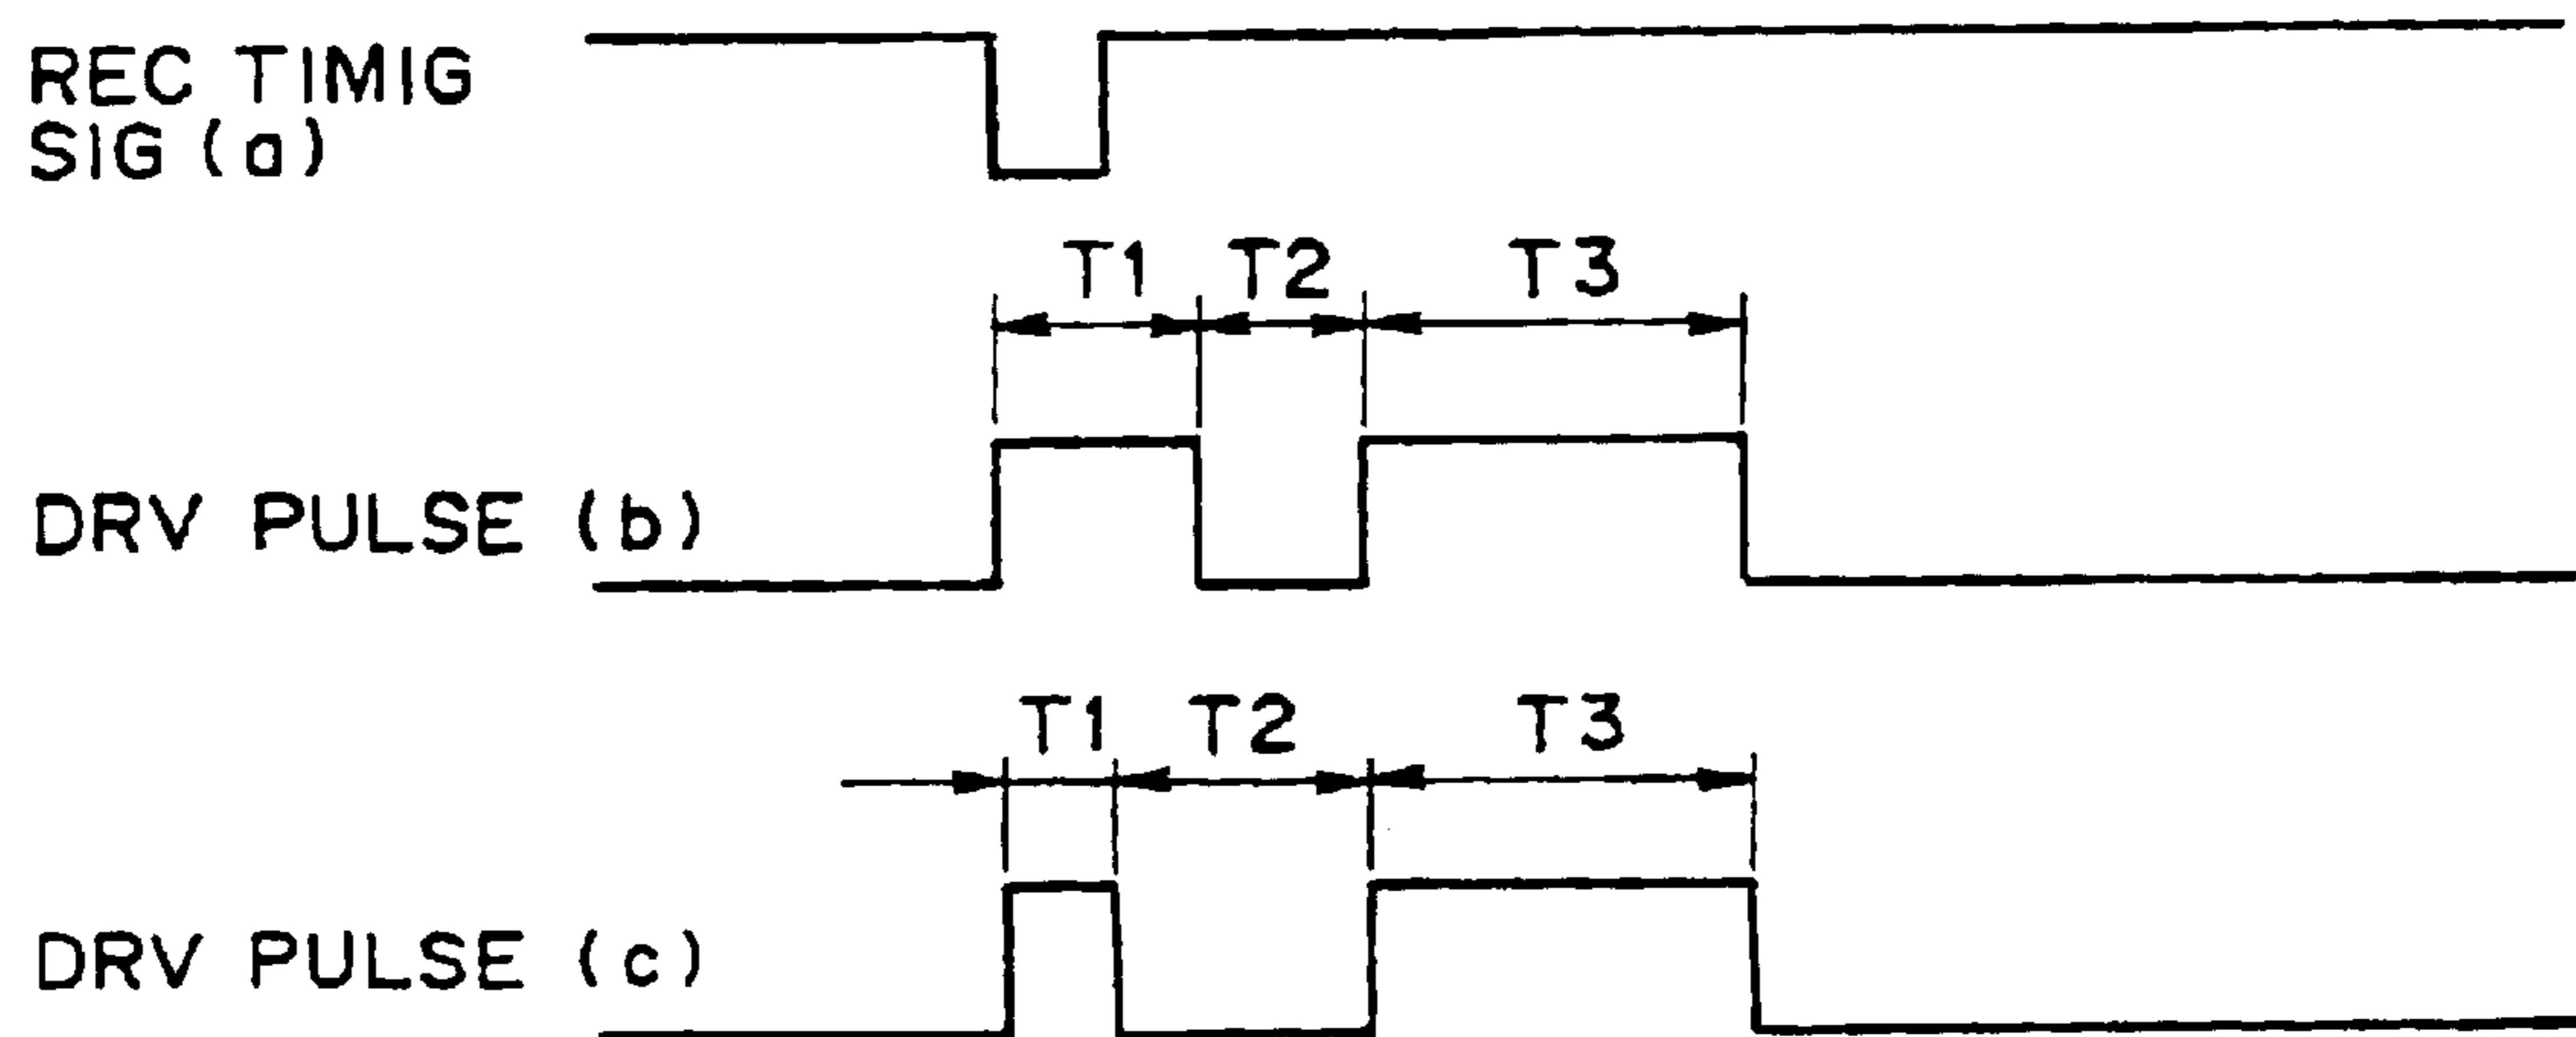 REC TIMIG
SIG (a)
T1 T2 T3
DRV PULSE (b)
T1 T2 T3
DRV PULSE (c)